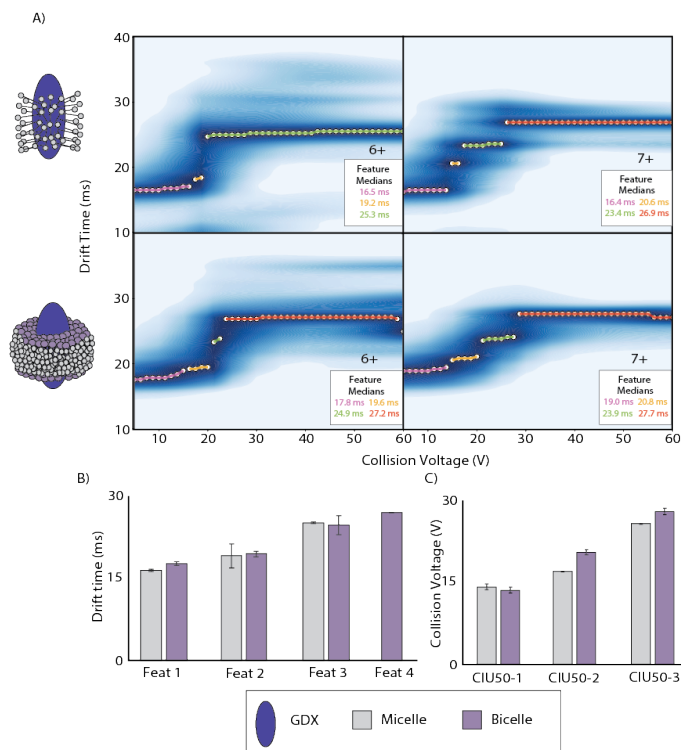 A)
40
30
20
10
6+
Feature
Medians
16.5 ms
19.2 ms
25.3 ms
7+
Feature
Medians
16.4 ms 20.6 ms
23.4 ms 26.9 ms
Drift Time (ms)
30
20
10
6+
Feature
Medians
17.8 ms 19.6 ms
24.9 ms 27.2 ms
7+
Feature
Medians
19.0 ms 20.8 ms
23.9 ms 27.7 ms
10 20 30 40 50 60 10 20 30 40 50 60
Collision Voltage (V)
B)
30
15
0
Drift time (ms)
Feat 1 Feat 2 Feat 3 Feat 4
C)
30
15
0
Collision Voltage (V)
CIU50-1 CIU50-2 CIU50-3
GDX Micelle Bicelle